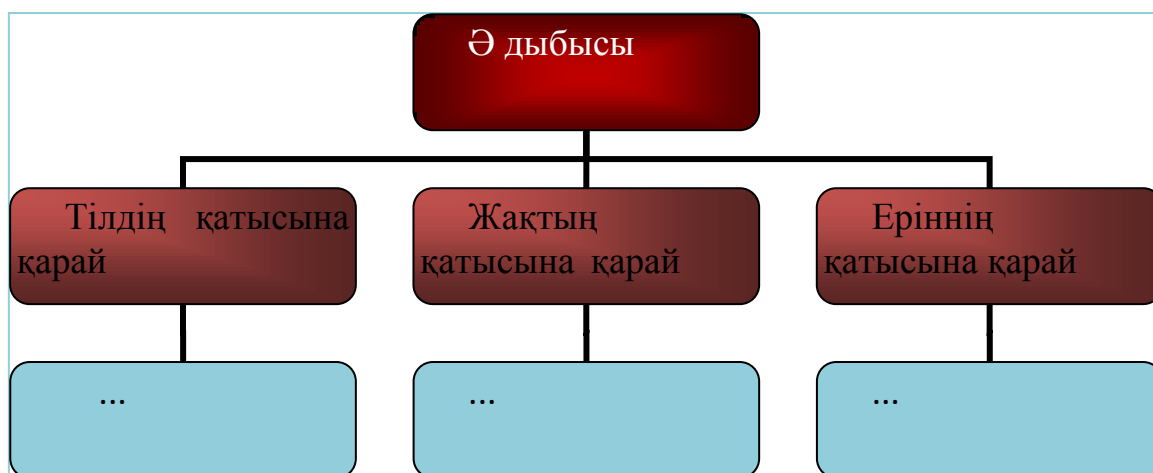 Ә дыбысы
Тілдің қатысына
қарай
Жақтың
қатысына қарай
Еріннің
қатысына қарай
...
...
...